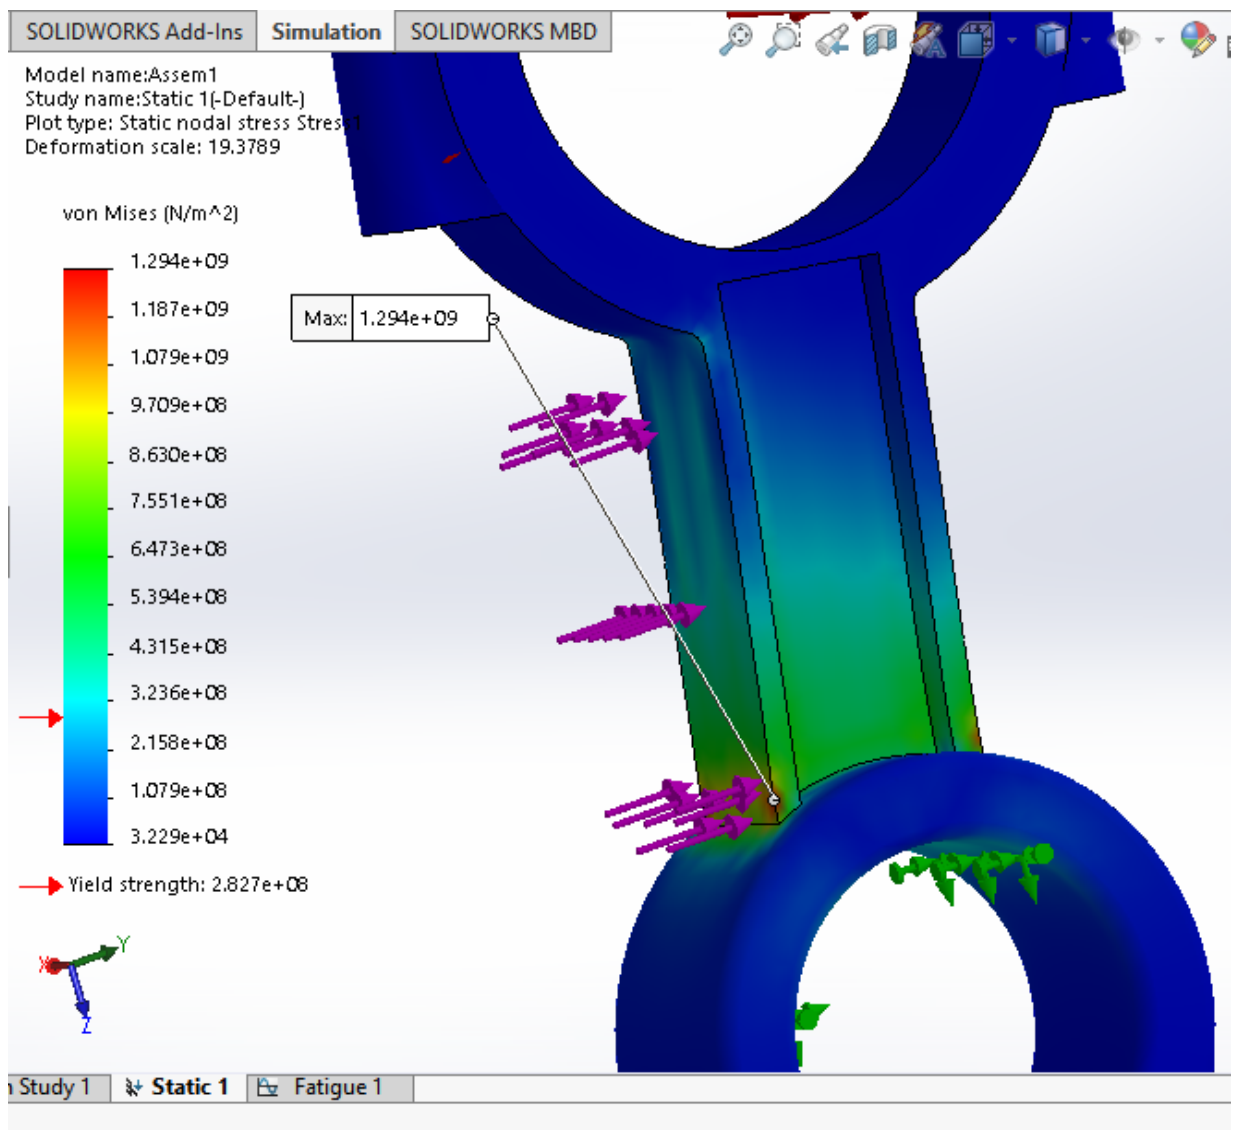 SOLIDWORKS Add-Ins Simulation SOLIDWORKS MBD
Model name:Assem1
Study name:Static 1(-Default-)
Plot type: Static nodal stress Stress1
Deformation scale: 19.3789
von Mises (N/m^2)
1.294e+09
1.187e+09
1.079e+09
9.709e+08
8.630e+08
7.551e+08
6.473e+08
5.394e+08
4.315e+08
3.236e+08
2.158e+08
1.079e+08
3.229e+04
Yield strength: 2.827e+08
Max: 1.294e+09
X
Y
Z
Study 1 Static 1 Fatigue 1